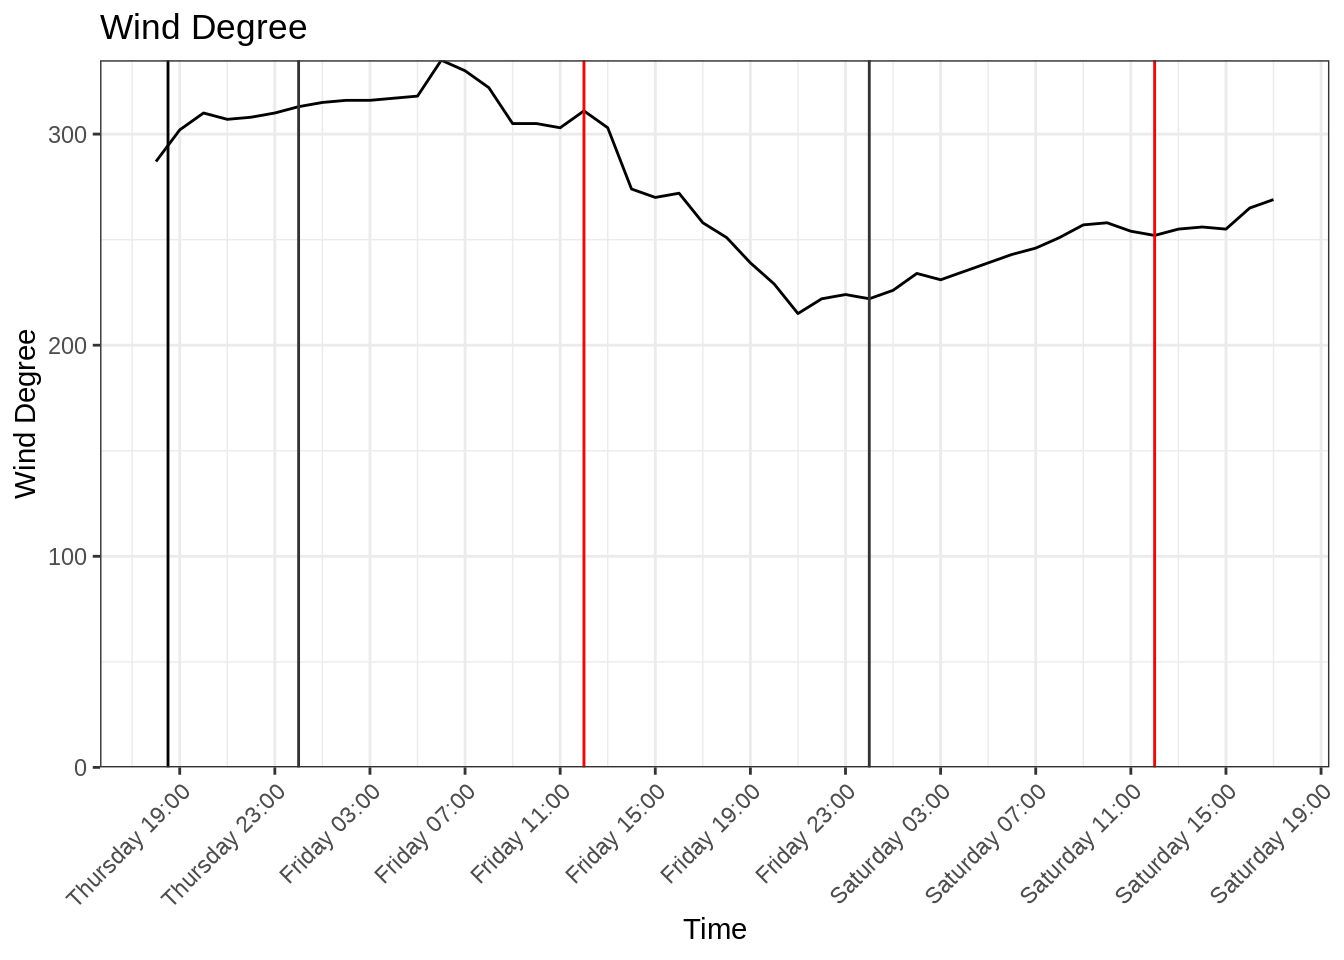 Wind Degree
Wind Degree
300
200
100
0
Thursday 19:00
Thursday 23:00
Friday 03:00
Friday 07:00
Friday 11:00
Friday 15:00
Friday 19:00
Friday 23:00
Saturday 03:00
Saturday 07:00
Saturday 11:00
Saturday 15:00
Saturday 19:00
Time